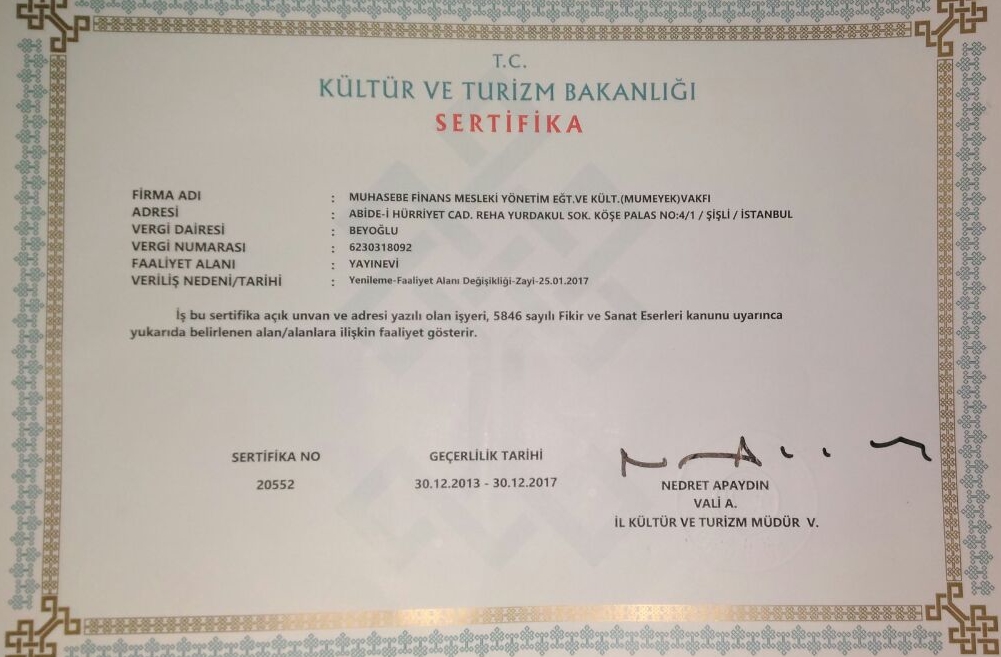 T.C.
KÜLTÜR VE TURİZM BAKANLIĞI
SERTİFİKA
FİRMA ADI : MUHASEBE FİNANS MESLEKİ YÖNETİM EĞT.VE KÜLT.(MUMEYEK)VAKFI
ADRESİ : ABİDE-İ HÜRRİYET CAD. REHA YURDAKUL SOK. KÖŞE PALAS NO:4/1 / ŞİŞLİ / İSTANBUL
VERGİ DAİRESİ : BEYOĞLU
VERGİ NUMARASI : 6230318092
FAALİYET ALANI : YAYINEVİ
VERİLİŞ NEDENİ/TARİHİ : Yenileme-Faaliyet Alanı Değişikliği-Zayi-25.01.2017
İş bu sertifika açık unvan ve adresi yazılı olan işyeri, 5846 sayılı Fikir ve Sanat Eserleri kanunu uyarınca
yukarıda belirlenen alan/alanlara ilişkin faaliyet gösterir.
SERTİFİKA NO
20552
GEÇERLİLİK TARİHİ
30.12.2013 - 30.12.2017
NEDRET APAYDIN
VALİ A.
İL KÜLTÜR VE TURİZM MÜDÜR V.